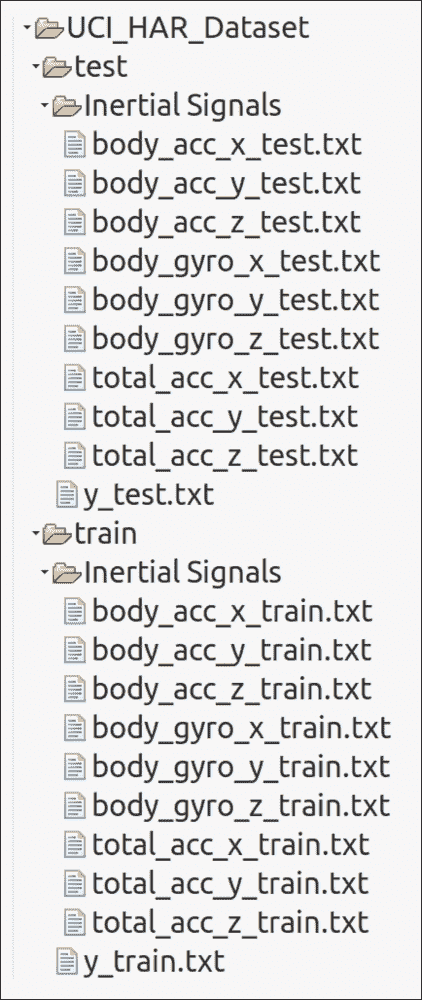 UCI_HAR_Dataset
test
Inertial Signals
body_acc_x_test.txt
body_acc_y_test.txt
body_acc_z_test.txt
body_gyro_x_test.txt
body_gyro_y_test.txt
body_gyro_z_test.txt
total_acc_x_test.txt
total_acc_y_test.txt
total_acc_z_test.txt
y_test.txt
train
Inertial Signals
body_acc_x_train.txt
body_acc_y_train.txt
body_acc_z_train.txt
body_gyro_x_train.txt
body_gyro_y_train.txt
body_gyro_z_train.txt
total_acc_x_train.txt
total_acc_y_train.txt
total_acc_z_train.txt
y_train.txt